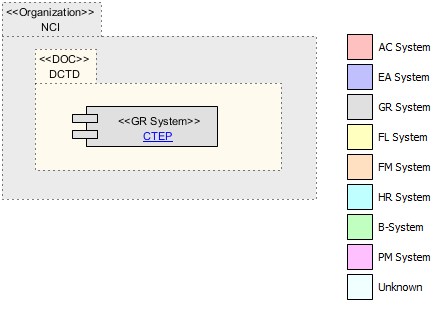 <<Organization>>
NCI
<<DOC>>
DCTD
<<GR System>>
CTEP
AC System
EA System
GR System
FL System
FM System
HR System
B-System
PM System
Unknown